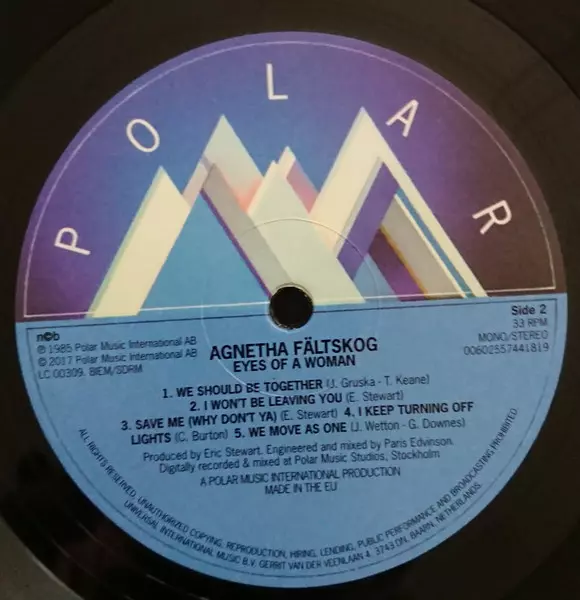 POLAR
Side 2
33 RPM
MONO/STEREO
00602557441819
n©b
℗ 1985 Polar Music International AB
© 2017 Polar Music International AB
LC 00309. BIEM/SDRM
AGNETHA FÄLTSKOG
EYES OF A WOMAN
1. WE SHOULD BE TOGETHER (J. Gruska - T. Keane)
2. I WON'T BE LEAVING YOU (E. Stewart)
3. SAVE ME (WHY DON'T YA) (E. Stewart) 4. I KEEP TURNING OFF
LIGHTS (C. Burton) 5. WE MOVE AS ONE (J. Wetton - G. Downes)
Produced by Eric Stewart. Engineered and mixed by Paris Edvinson.
Digitally recorded & mixed at Polar Music Studios, Stockholm
A POLAR MUSIC INTERNATIONAL PRODUCTION
MADE IN THE EU
ALL RIGHTS RESERVED. UNAUTHORIZED COPYING, REPRODUCTION, HIRING, LENDING, PUBLIC PERFORMANCE AND BROADCASTING PROHIBITED
UNIVERSAL INTERNATIONAL MUSIC B.V. GERRIT VAN DER VEENLAAN 4, 3743 DN, BAARN, NETHERLANDS.